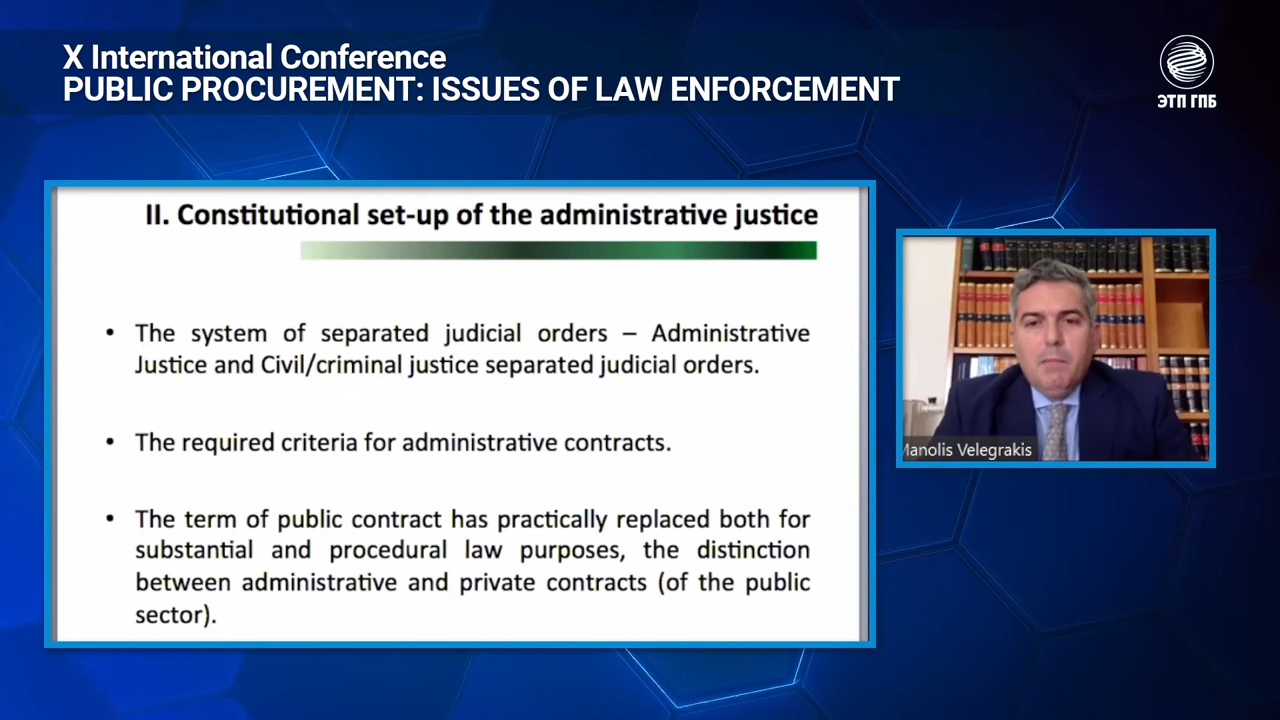 X International Conference
PUBLIC PROCUREMENT: ISSUES OF LAW ENFORCEMENT
ЭТП ГПБ
II. Constitutional set-up of the administrative justice
• The system of separated judicial orders – Administrative
Justice and Civil/criminal justice separated judicial orders.
• The required criteria for administrative contracts.
• The term of public contract has practically replaced both for
substantial and procedural law purposes, the distinction
between administrative and private contracts (of the public
sector).
Manolis Velegrakis